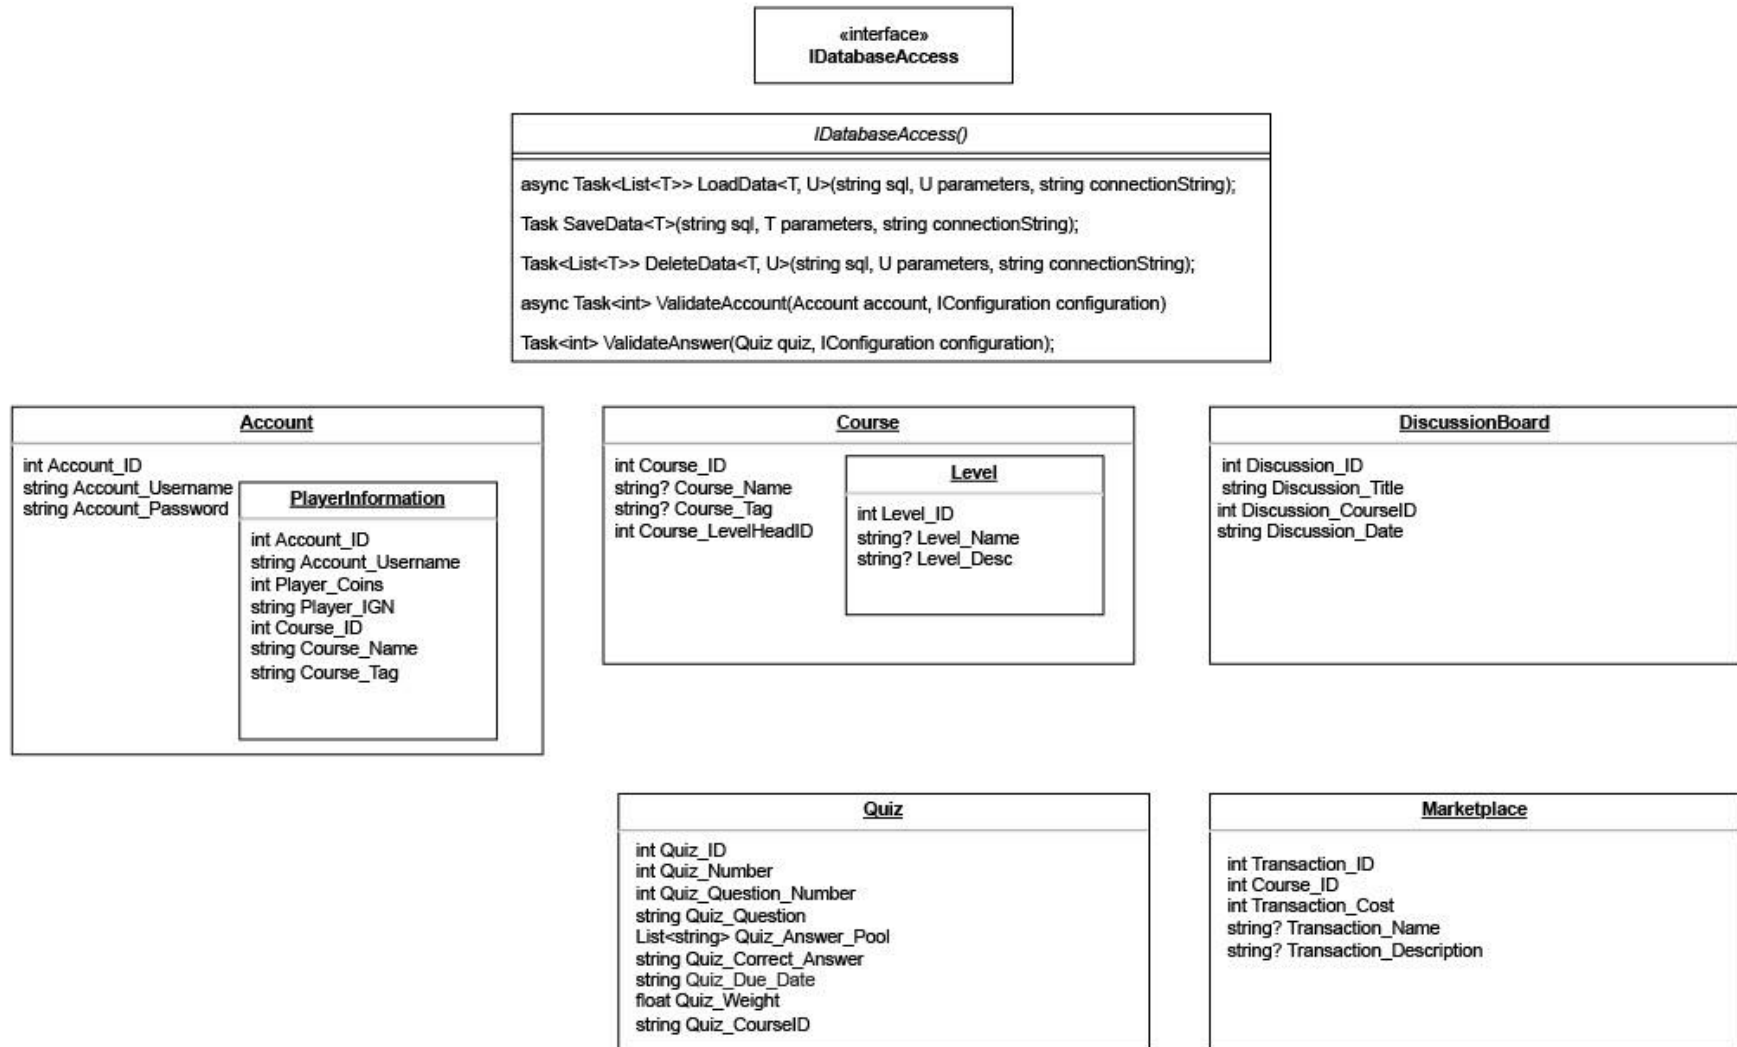 «interface»
IDatabaseAccess
IDatabaseAccess()
async Task<List<T>> LoadData<T, U>(string sql, U parameters, string connectionString);
Task SaveData<T>(string sql, T parameters, string connectionString);
Task<List<T>> DeleteData<T, U>(string sql, U parameters, string connectionString);
async Task<int> ValidateAccount(Account account, IConfiguration configuration)
Task<int> ValidateAnswer(Quiz quiz, IConfiguration configuration);
Account
int Account_ID
string Account_Username
string Account_Password
PlayerInformation
int Account_ID
string Account_Username
int Player_Coins
string Player_IGN
int Course_ID
string Course_Name
string Course_Tag
Course
int Course_ID
string? Course_Name
string? Course_Tag
int Course_LevelHeadID
Level
int Level_ID
string? Level_Name
string? Level_Desc
DiscussionBoard
int Discussion_ID
string Discussion_Title
int Discussion_CourseID
string Discussion_Date
Quiz
int Quiz_ID
int Quiz_Number
int Quiz_Question_Number
string Quiz_Question
List<string> Quiz_Answer_Pool
string Quiz_Correct_Answer
string Quiz_Due_Date
float Quiz_Weight
string Quiz_CourseID
Marketplace
int Transaction_ID
int Course_ID
int Transaction_Cost
string? Transaction_Name
string? Transaction_Description